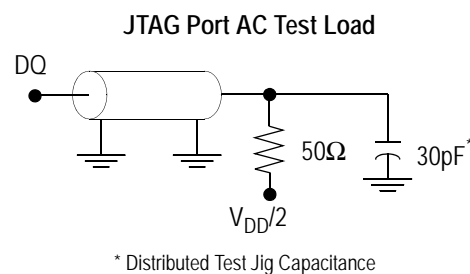 JTAG Port AC Test Load
DQ
50Ω
30pF*
VDD/2
* Distributed Test Jig Capacitance